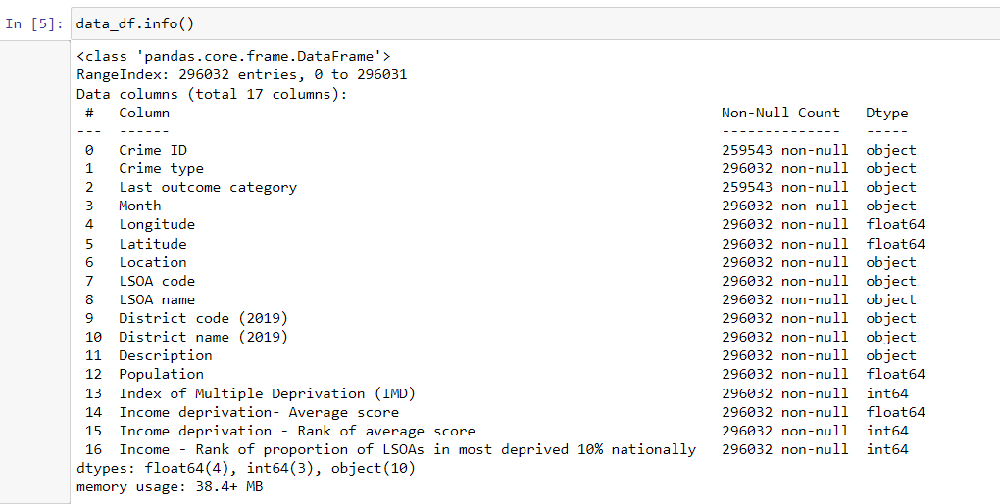 In [5]: data_df.info()
<class 'pandas.core.frame.DataFrame'>
RangeIndex: 296032 entries, 0 to 296031
Data columns (total 17 columns):
# Column Non-Null Count Dtype
--- ------ -------------- -----
0 Crime ID 259543 non-null object
1 Crime type 296032 non-null object
2 Last outcome category 259543 non-null object
3 Month 296032 non-null object
4 Longitude 296032 non-null float64
5 Latitude 296032 non-null float64
6 Location 296032 non-null object
7 LSOA code 296032 non-null object
8 LSOA name 296032 non-null object
9 District code (2019) 296032 non-null object
10 District name (2019) 296032 non-null object
11 Description 296032 non-null object
12 Population 296032 non-null float64
13 Index of Multiple Deprivation (IMD) 296032 non-null int64
14 Income deprivation- Average score 296032 non-null float64
15 Income deprivation - Rank of average score 296032 non-null int64
16 Income - Rank of proportion of LSOAs in most deprived 10% nationally 296032 non-null int64
dtypes: float64(4), int64(3), object(10)
memory usage: 38.4+ MB